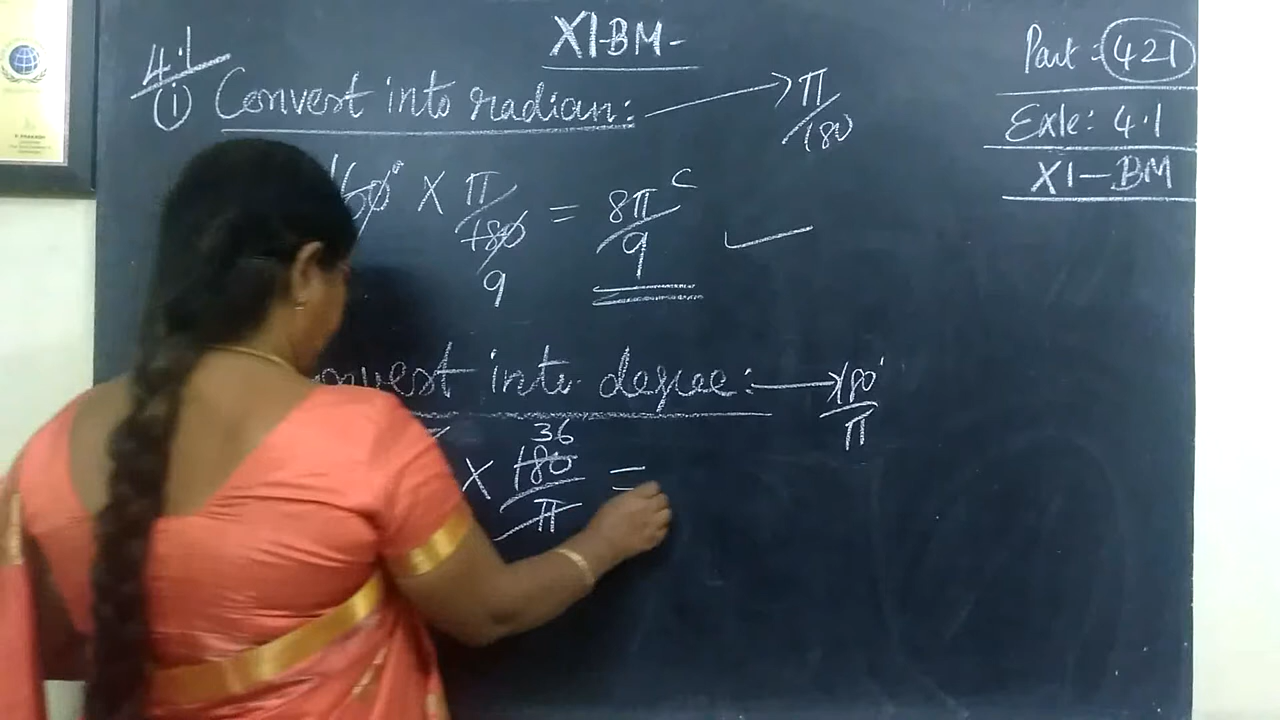 XI-BM-
4.1
(i) Convert into radian: → π/180
160° X π/180 = 8π/9 c
9
Convert into degree: → 180°/π
36
X 180/π =
Part: 421
Exle: 4.1
XI-BM